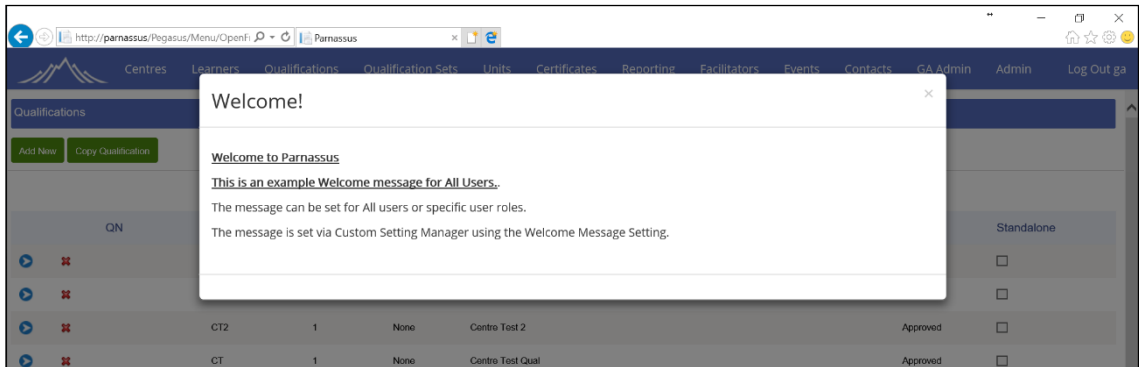 http://parnassus/Pegasus/Menu/OpenFi
Parnassus
Centres Learners Qualifications Qualification Sets Units Certificates Reporting Facilitators Events Contacts GA Admin Admin Log Out ga
Welcome!
Qualifications
Add New Copy Qualification
Welcome to Parnassus
This is an example Welcome message for All Users..
The message can be set for All users or specific user roles.
The message is set via Custom Setting Manager using the Welcome Message Setting.
QN Standalone
CT2 1 None Centre Test 2 Approved
CT 1 None Centre Test Qual Approved